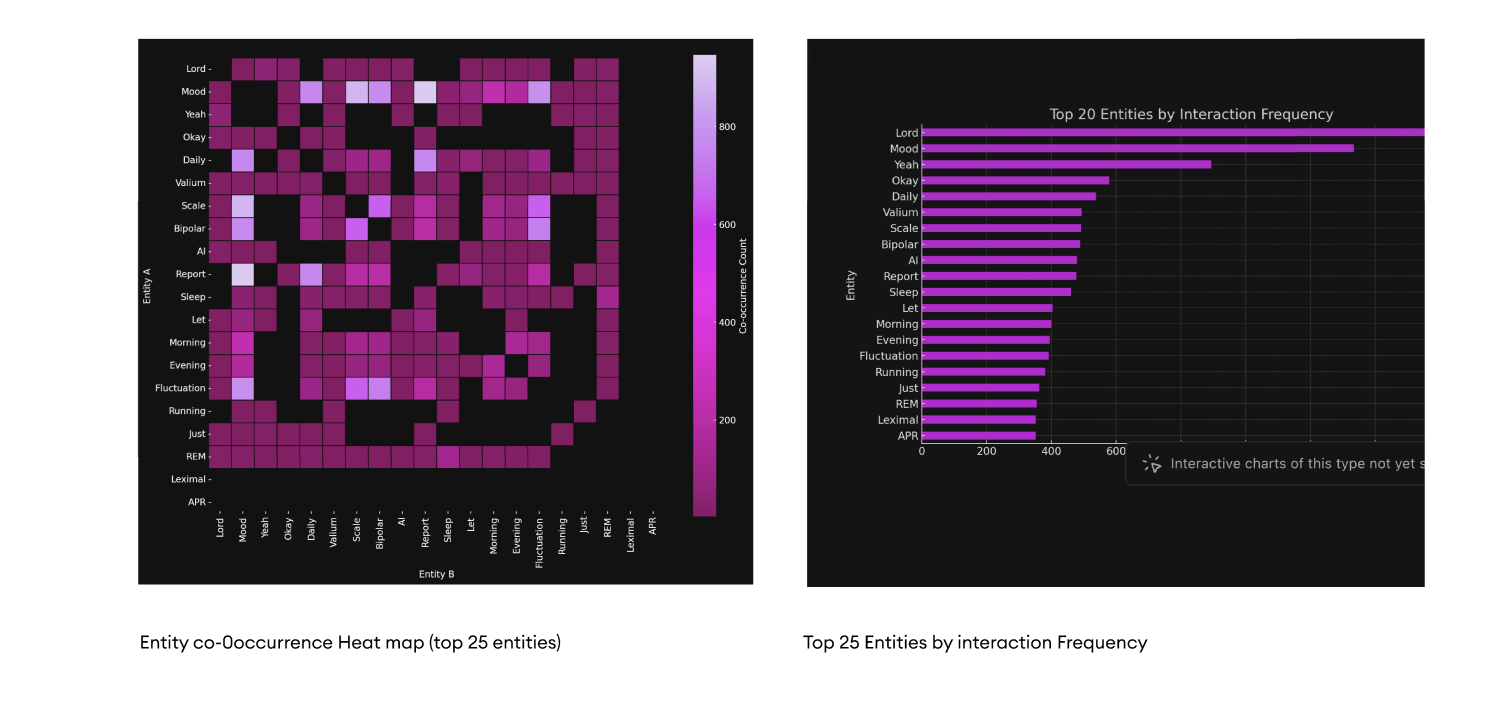 Lord
Mood
Yeah
Okay
Daily
Valium
Scale
Bipolar
AI
Report
Sleep
Let
Morning
Evening
Fluctuation
Running
Just
REM
Leximal
APR
Entity A
Lord
Mood
Yeah
Okay
Daily
Valium
Scale
Bipolar
AI
Report
Sleep
Let
Morning
Evening
Fluctuation
Running
Just
REM
Leximal
APR
Entity B
800
600
400
200
Co-occurrence Count
Top 20 Entities by Interaction Frequency
Lord
Mood
Yeah
Okay
Daily
Valium
Scale
Bipolar
AI
Report
Sleep
Let
Morning
Evening
Fluctuation
Running
Just
REM
Leximal
APR
Entity
0 200 400 600
Interactive charts of this type not yet s
Entity co-0occurrence Heat map (top 25 entities)
Top 25 Entities by interaction Frequency